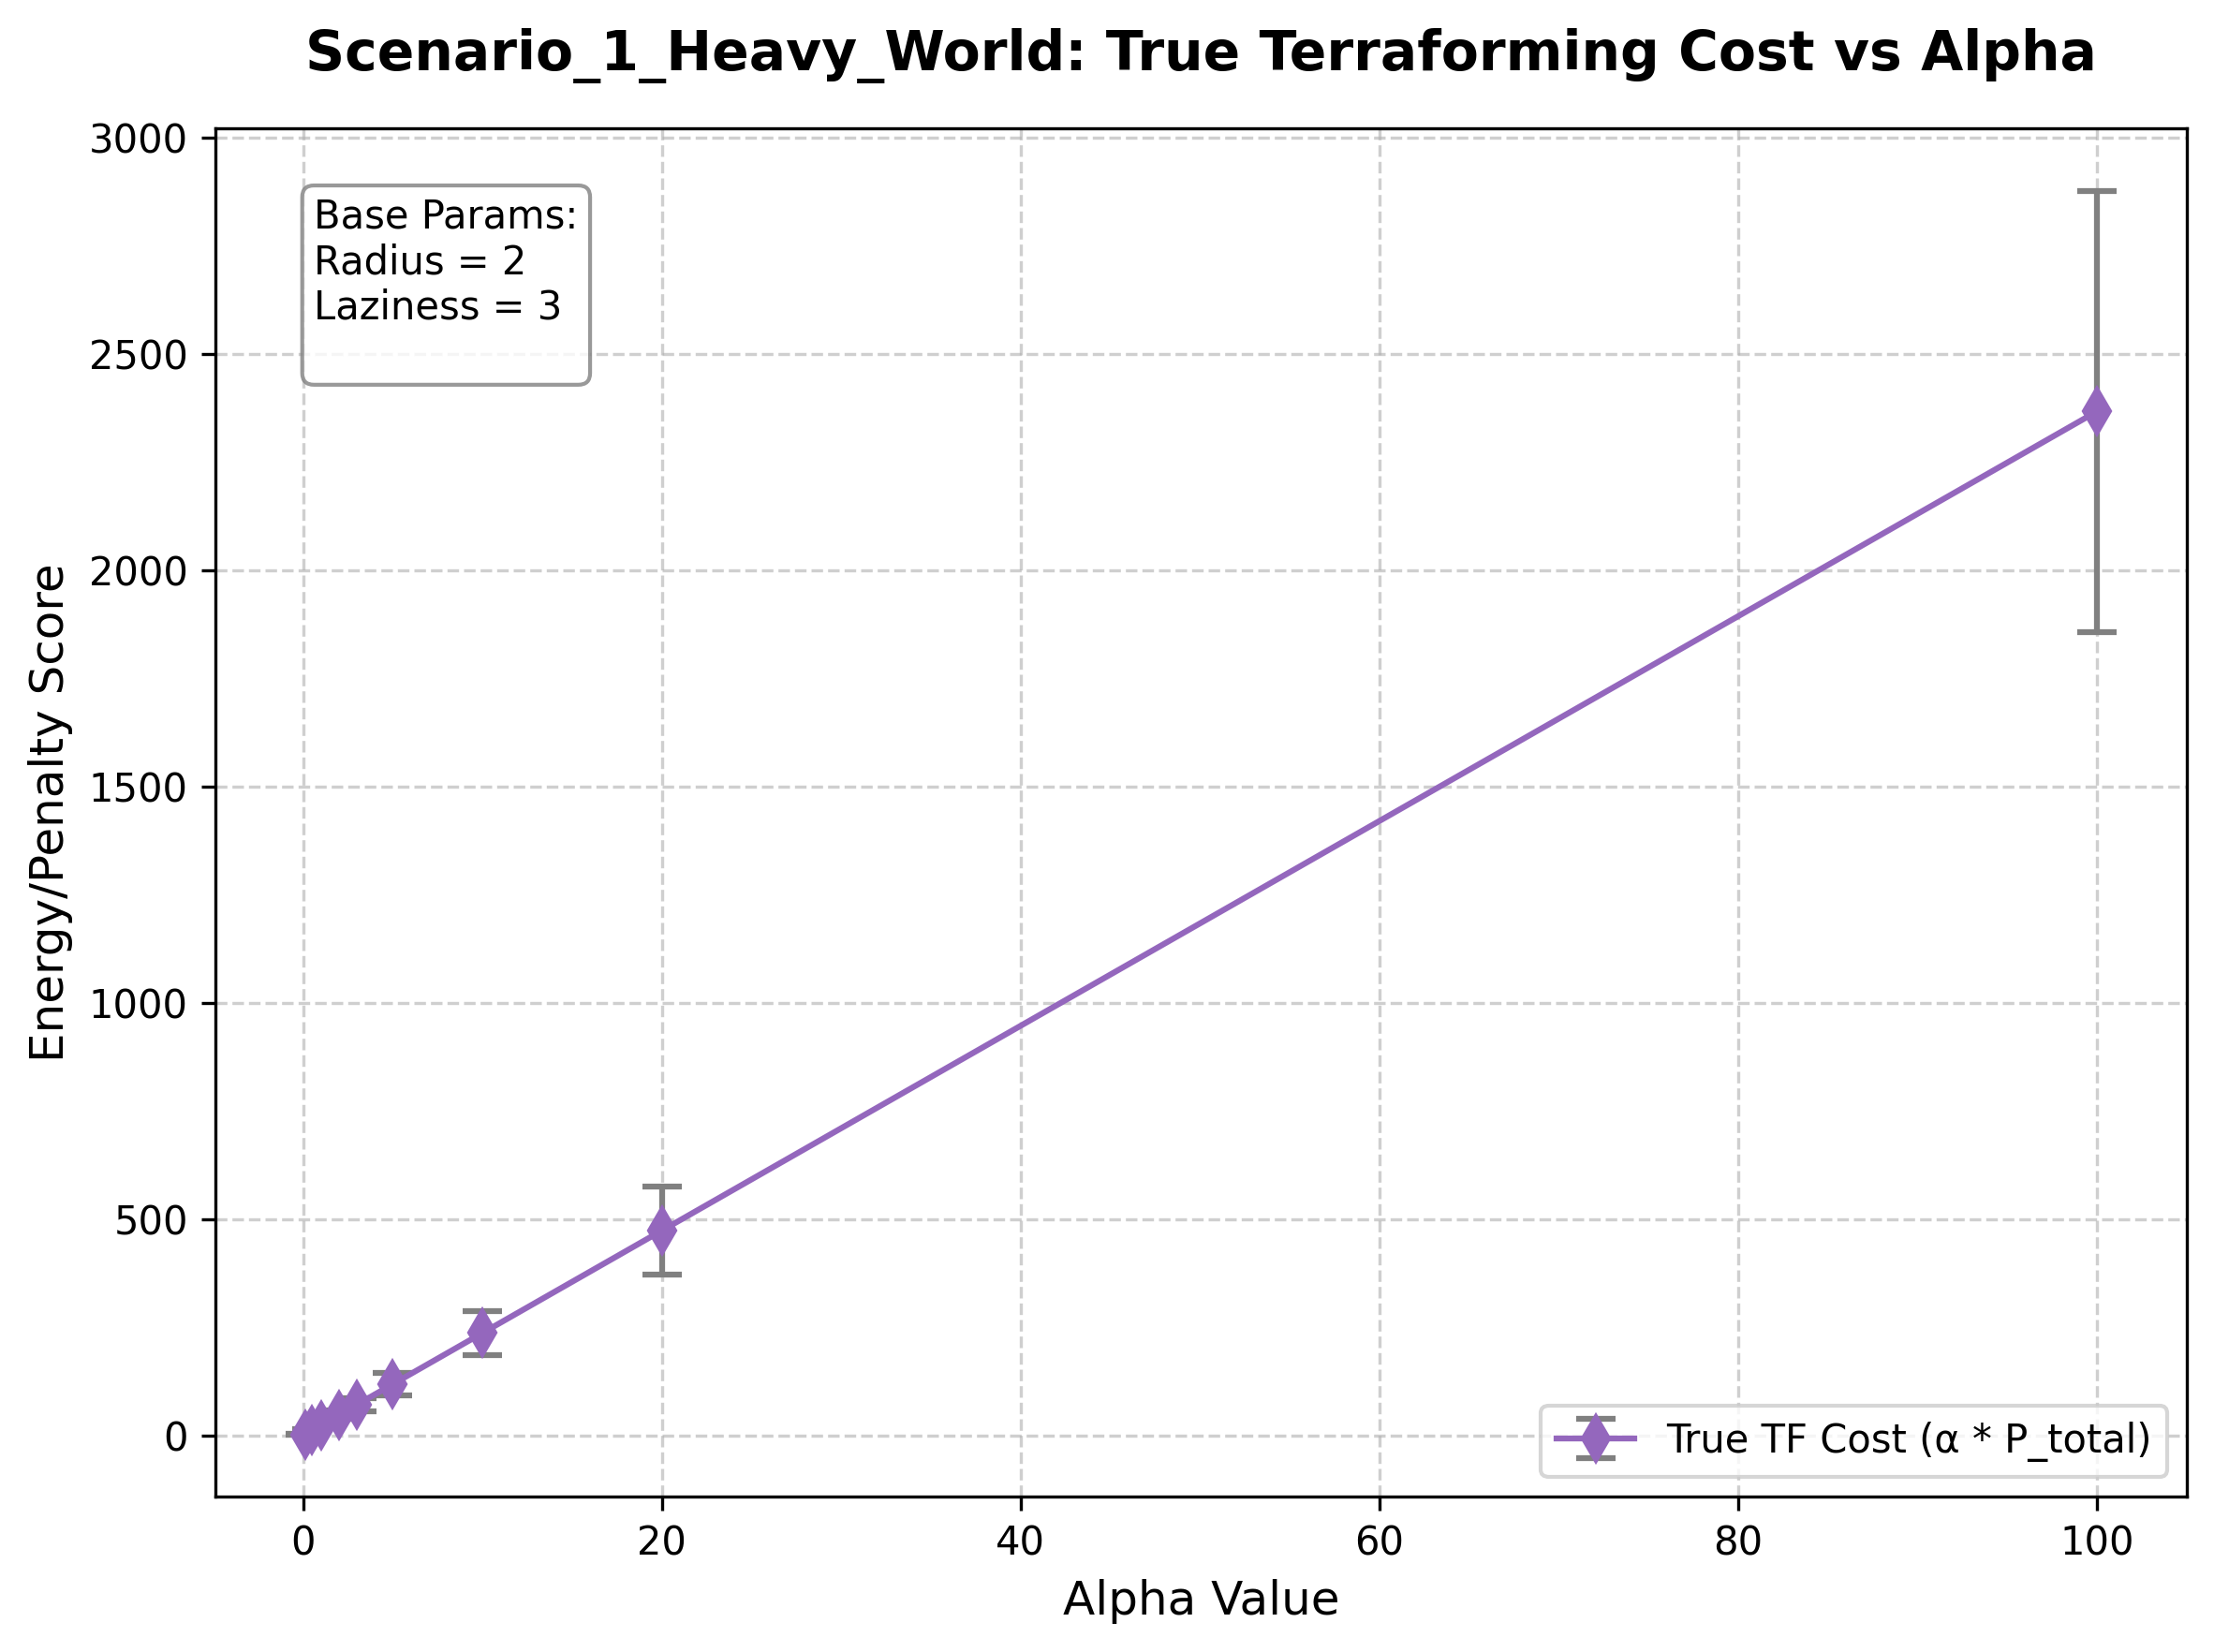 Scenario_1_Heavy_World: True Terraforming Cost vs Alpha
3000
2500
2000
1500
1000
500
0
Energy/Penalty Score
Base Params:
Radius = 2
Laziness = 3
True TF Cost (α * P_total)
0 20 40 60 80 100
Alpha Value